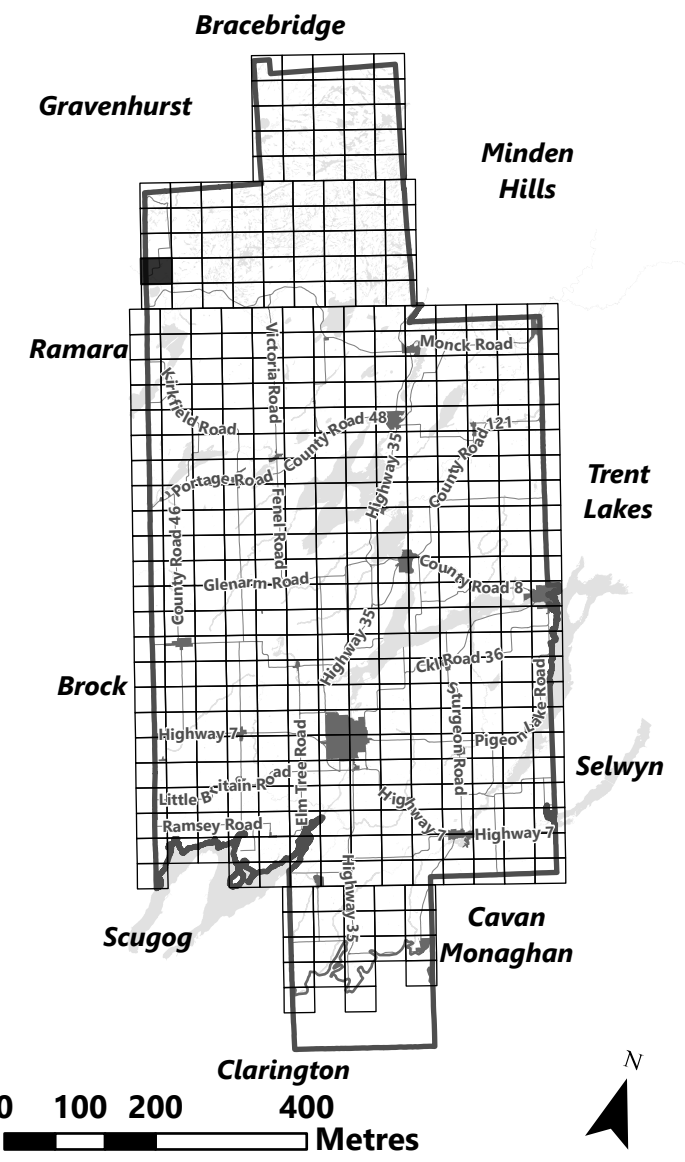 Bracebridge
Gravenhurst
Minden
Hills
Ramara
Monck Road
Victoria Road
Kirkfield Road
County Road 48
Highway 35
County Road 121
Portage Road
Trent
Lakes
County Road 46
Fenel Road
Glenarm Road
County Road 8
Highway 35
Ckl Road 36
Brock
Sturgeon Road
Pigeon Lake Road
Highway 7
Elm Tree Road
Selwyn
Little Britain Road
Highway 7
Ramsey Road
Highway 7
Highway 35
Scugog
Cavan
Monaghan
Clarington
N
0 100 200 400
Metres